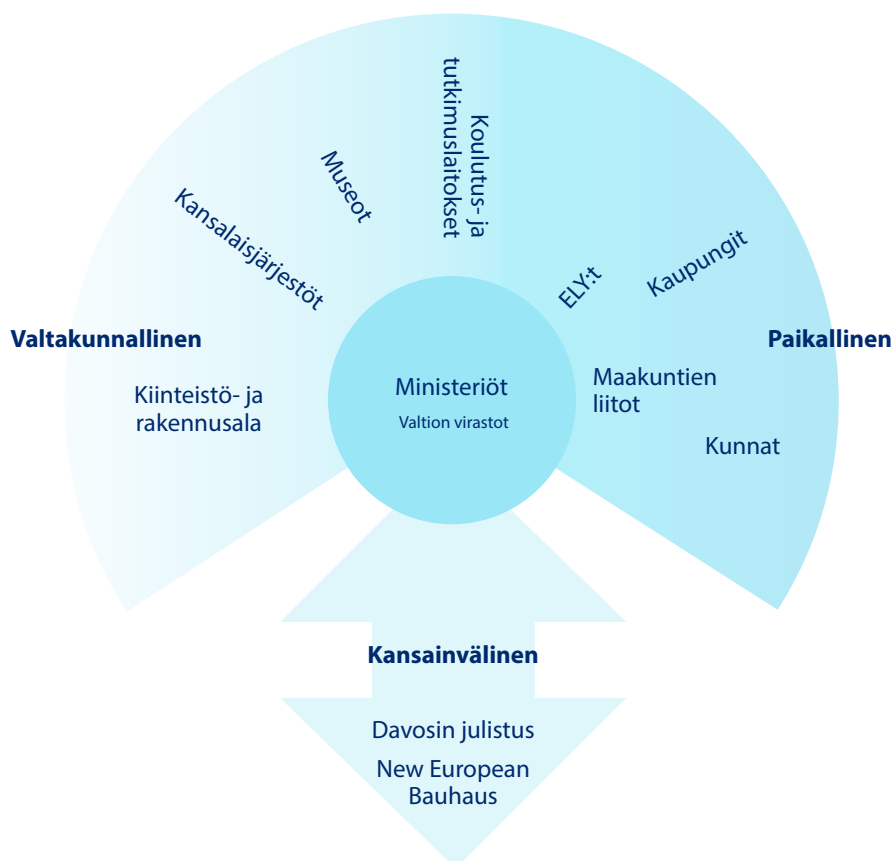 Koulutus- ja
tutkimuslaitokset
Museot
Kansalaisjärjestöt
ELY:t
Kaupungit
Valtakunnallinen
Paikallinen
Kiinteistö- ja
rakennusala
Ministeriöt
Valtion virastot
Maakuntien
liitot
Kunnat
Kansainvälinen
Davosin julistus
New European
Bauhaus